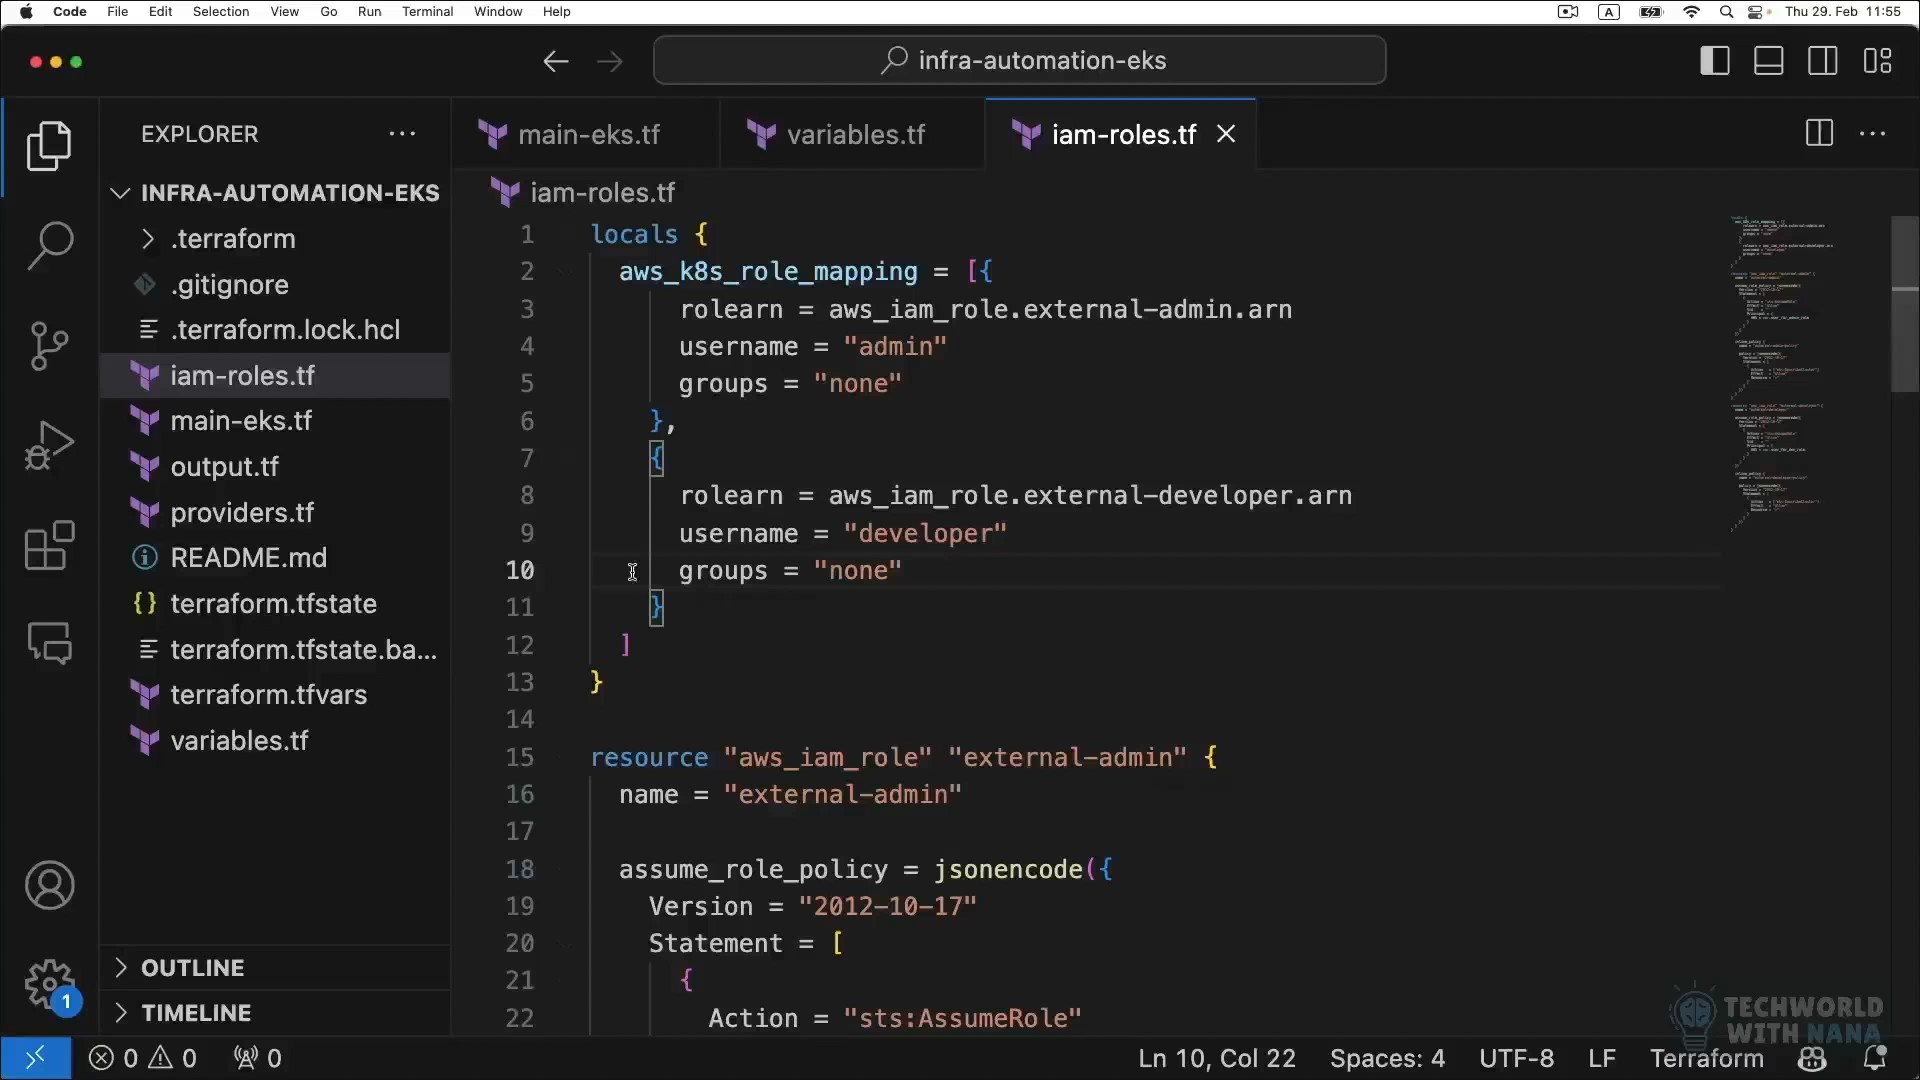 Code File Edit Selection View Go Run Terminal Window Help A Thu 29. Feb 11:55
infra-automation-eks
EXPLORER
INFRA-AUTOMATION-EKS
.terraform
.gitignore
.terraform.lock.hcl
iam-roles.tf
main-eks.tf
output.tf
providers.tf
README.md
terraform.tfstate
terraform.tfstate.ba...
terraform.tfvars
variables.tf
OUTLINE
TIMELINE
1
main-eks.tf variables.tf iam-roles.tf
iam-roles.tf
1 locals {
2 aws_k8s_role_mapping = [{
3 rolearn = aws_iam_role.external-admin.arn
4 username = "admin"
5 groups = "none"
6 },
7 {
8 rolearn = aws_iam_role.external-developer.arn
9 username = "developer"
10 groups = "none"
11 }
12 ]
13 }
14
15 resource "aws_iam_role" "external-admin" {
16 name = "external-admin"
17
18 assume_role_policy = jsonencode({
19 Version = "2012-10-17"
20 Statement = [
21 {
22 Action = "sts:AssumeRole"
TECHWORLD
WITH NANA
0 0 0 Ln 10, Col 22 Spaces: 4 UTF-8 LF Terraform